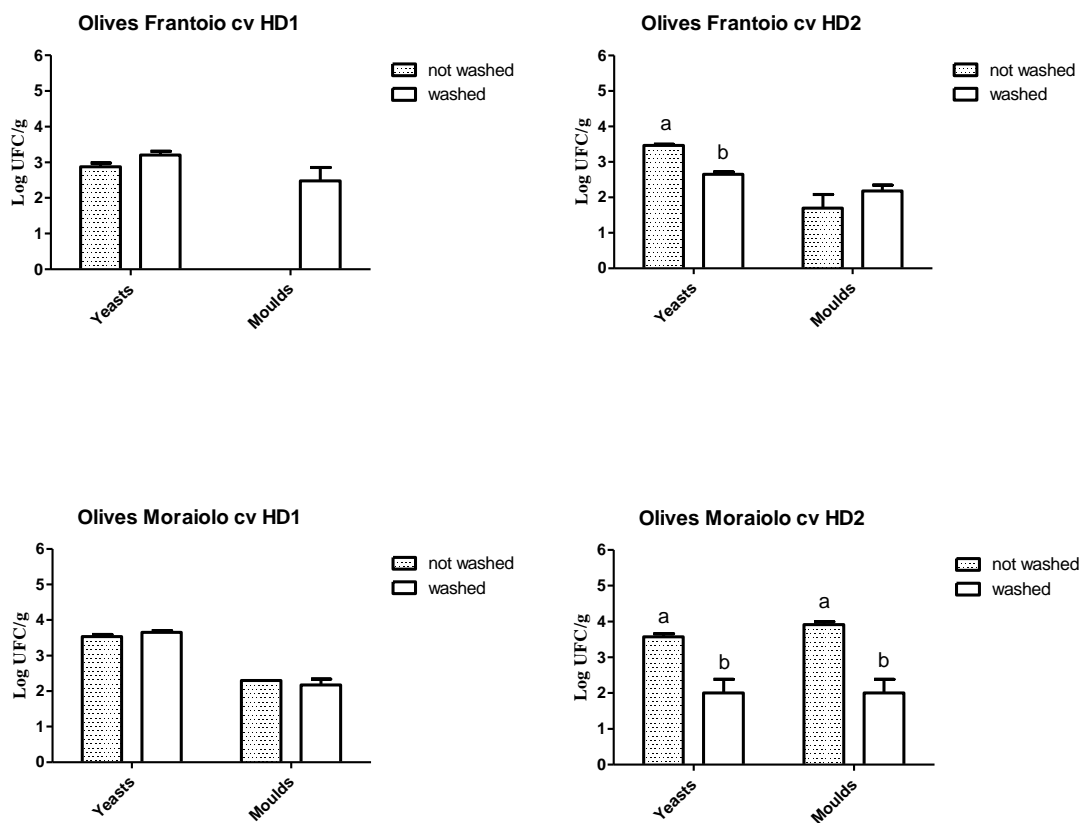 Olives Frantoio cv HD1
Log UFC/g
6
5
4
3
2
1
0
Yeasts
Moulds
not washed
washed
Olives Frantoio cv HD2
Log UFC/g
6
5
4
3
2
1
0
a
b
Yeasts
Moulds
not washed
washed
Olives Moraiolo cv HD1
Log UFC/g
6
5
4
3
2
1
0
Yeasts
Moulds
not washed
washed
Olives Moraiolo cv HD2
Log UFC/g
6
5
4
3
2
1
0
a
b
a
b
Yeasts
Moulds
not washed
washed